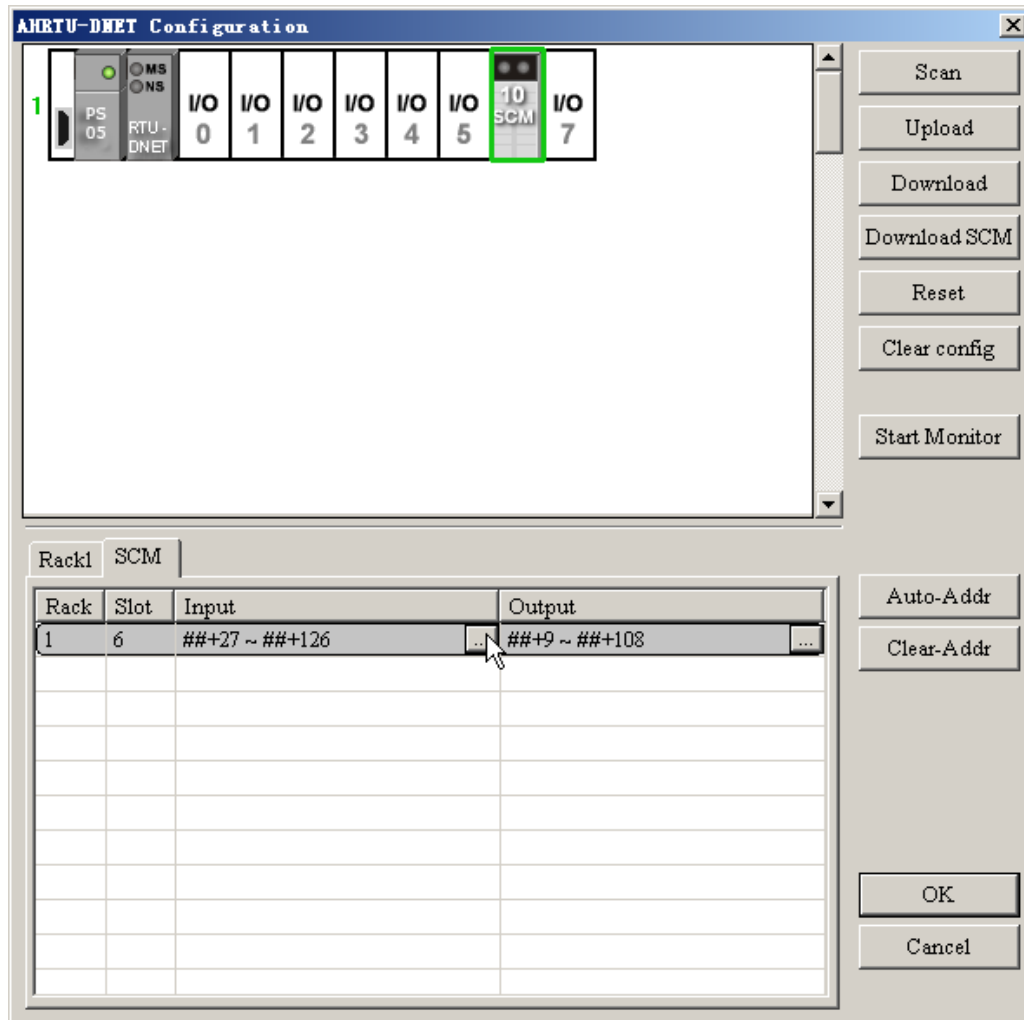 AHRTU-DNET Configuration
1
PS
05
MS
NS
RTU-
DNET
I/O
0
I/O
1
I/O
2
I/O
3
I/O
4
I/O
5
10
SCM
I/O
7
Scan
Upload
Download
Download SCM
Reset
Clear config
Start Monitor
Rack1 SCM
Rack Slot Input Output
1 6 ##+27 ~ ##+126 ... ##+9 ~ ##+108 ...
Auto-Addr
Clear-Addr
OK
Cancel